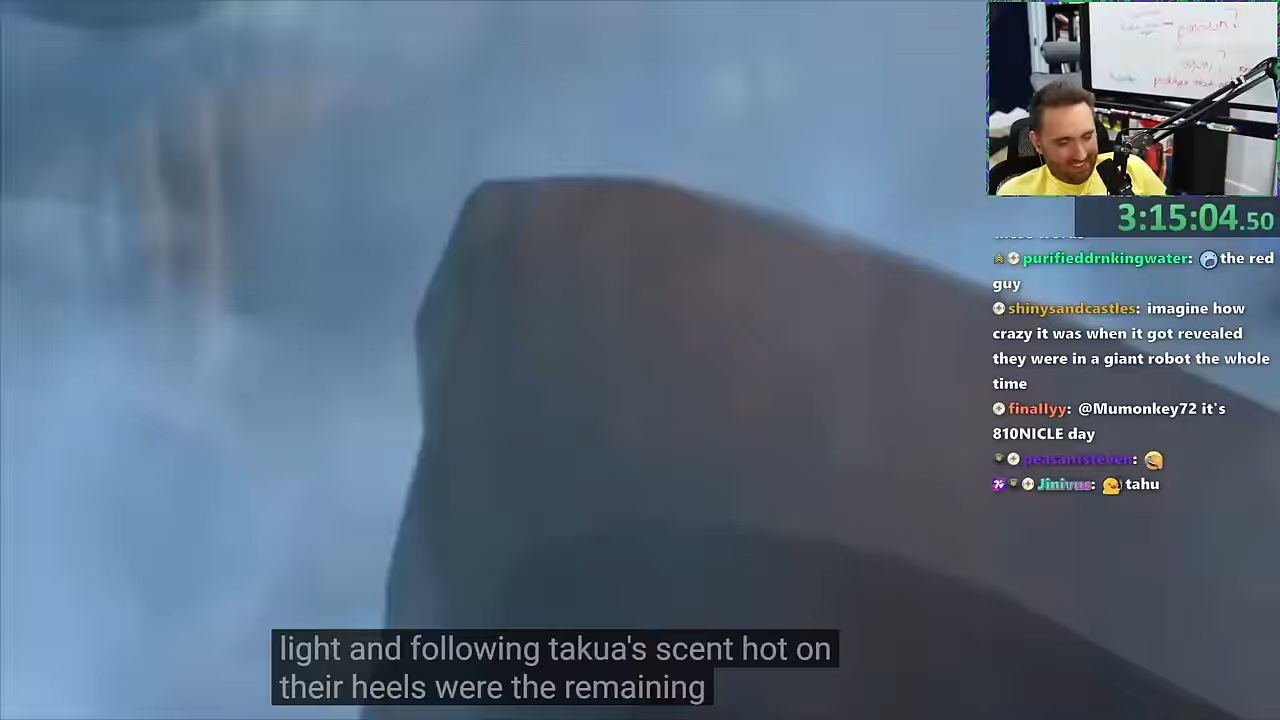 3:15:04.50
purifieddrnkingwater: the red
guy
shinysandcastles: imagine how
crazy it was when it got revealed
they were in a giant robot the whole
time
finallyy: @Mumonkey72 it's
810NICLE day
peasantsteven:
Jinivus: tahu
light and following takua's scent hot on
their heels were the remaining